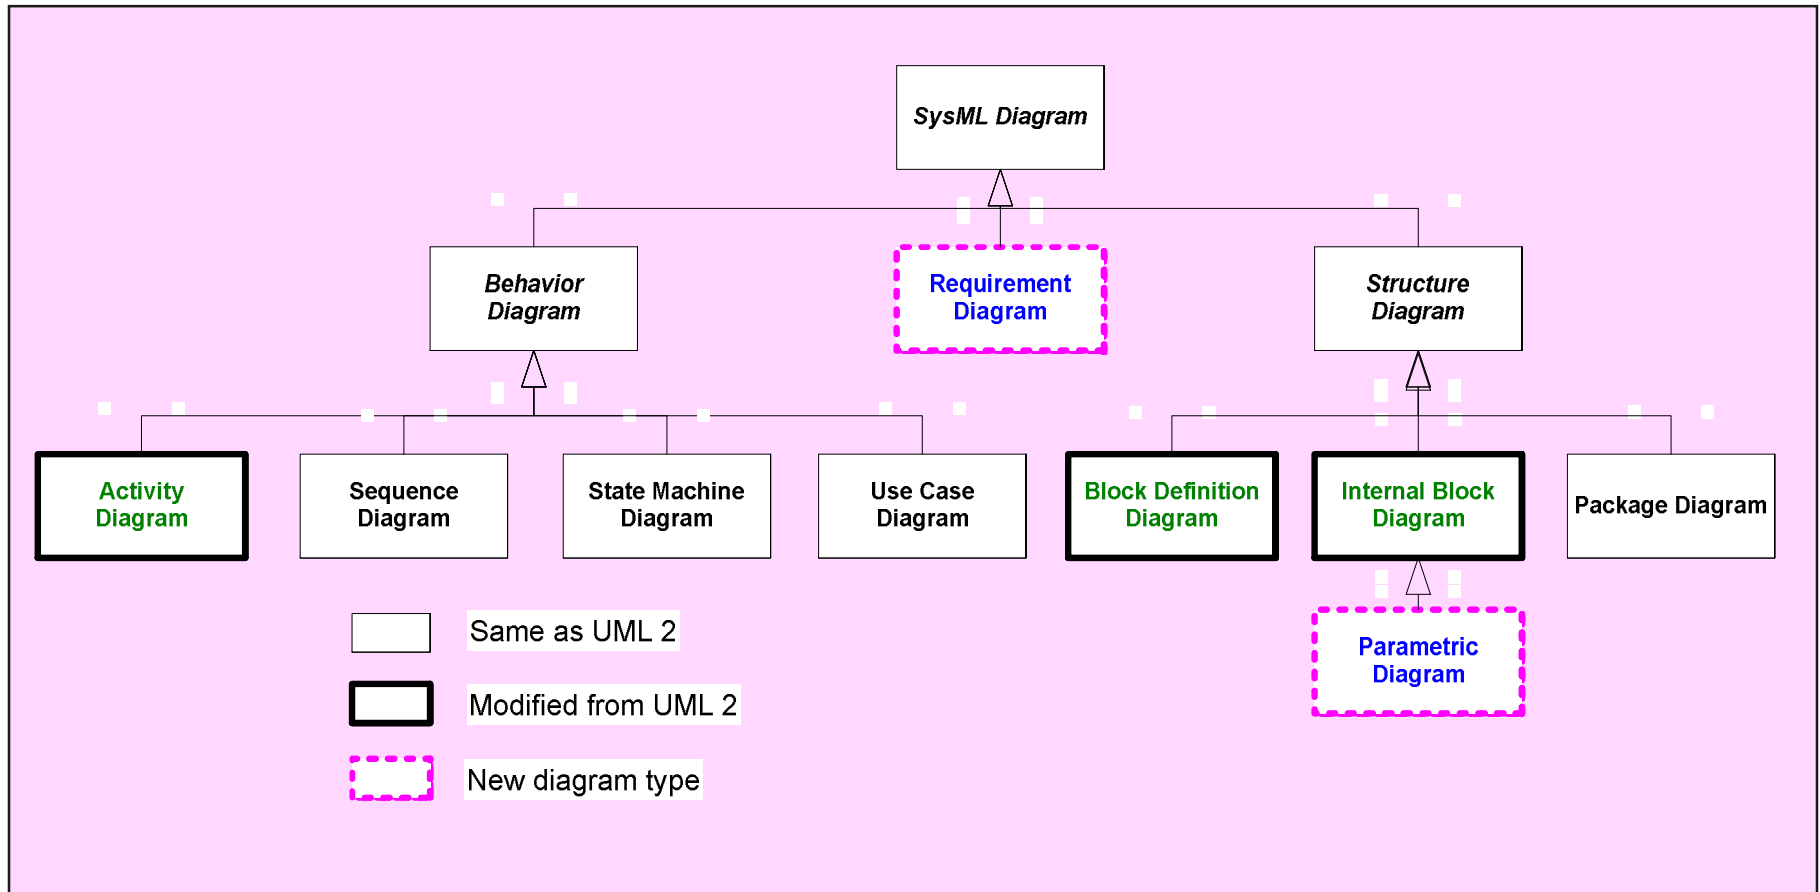 SysML Diagram
Behavior
Diagram
Requirement
Diagram
Structure
Diagram
Activity
Diagram
Sequence
Diagram
State Machine
Diagram
Use Case
Diagram
Block Definition
Diagram
Internal Block
Diagram
Package Diagram
Parametric
Diagram
Same as UML 2
Modified from UML 2
New diagram type